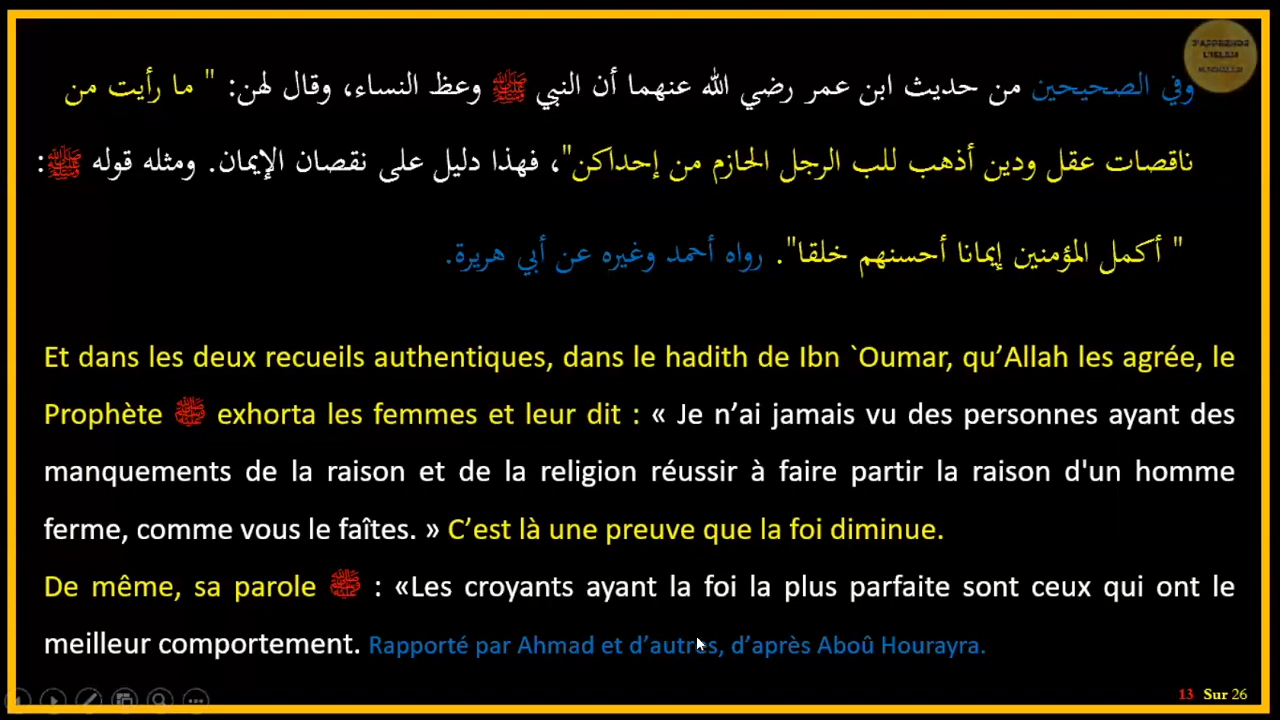 وفي الصحيحين من حديث ابن عمر رضي الله عنهما أن النبي ﷺ وعظ النساء، وقال لهن: " ما رأيت من
ناقصات عقل ودين أذهب للب الرجل الحازم من إحداكن"، فهذا دليل على نقصان الإيمان. ومثله قوله ﷺ:
" أكمل المؤمنين إيمانا أحسنهم خلقا". رواه أحمد وغيره عن أبي هريرة.
Et dans les deux recueils authentiques, dans le hadith de Ibn `Oumar, qu’Allah les agrée, le
Prophète ﷺ exhorta les femmes et leur dit : « Je n’ai jamais vu des personnes ayant des
manquements de la raison et de la religion réussir à faire partir la raison d'un homme
ferme, comme vous le faîtes. » C’est là une preuve que la foi diminue.
De même, sa parole ﷺ : «Les croyants ayant la foi la plus parfaite sont ceux qui ont le
meilleur comportement. Rapporté par Ahmad et d’autres, d’après Aboû Hourayra.
13 Sur 26